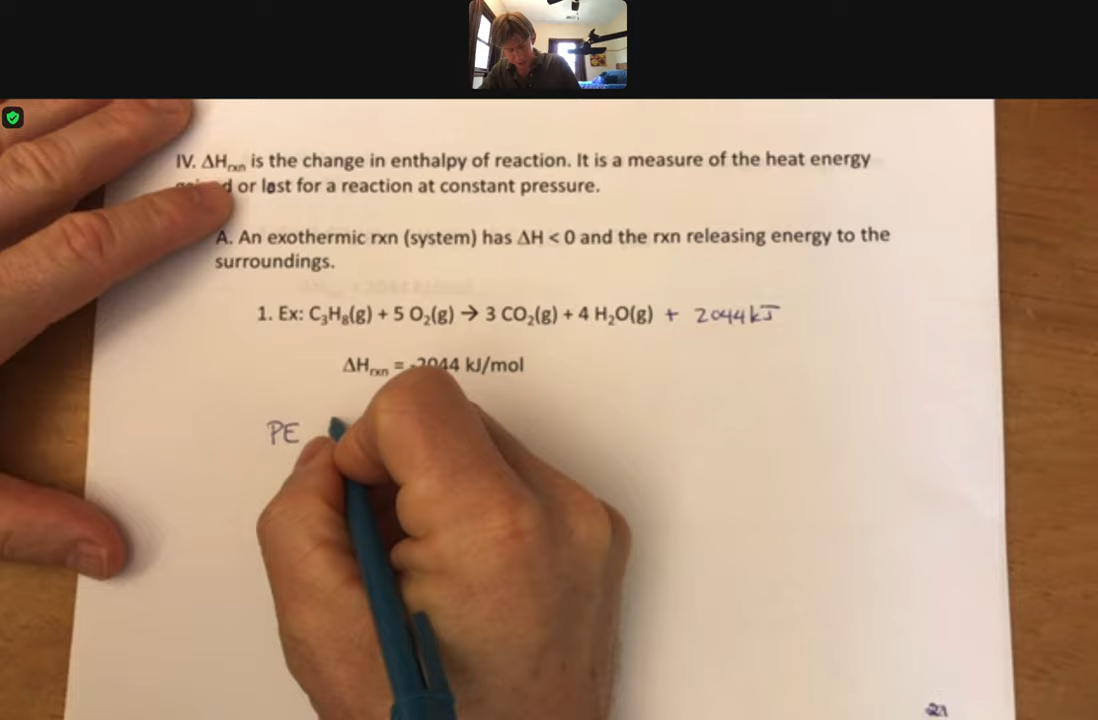 IV. ΔHrxn is the change in enthalpy of reaction. It is a measure of the heat energy
or lost for a reaction at constant pressure.
A. An exothermic rxn (system) has ΔH < 0 and the rxn releasing energy to the
surroundings.
1. Ex: C₃H₈(g) + 5 O₂(g) → 3 CO₂(g) + 4 H₂O(g) + 2044 kJ
ΔHrxn = -2044 kJ/mol
PE
21